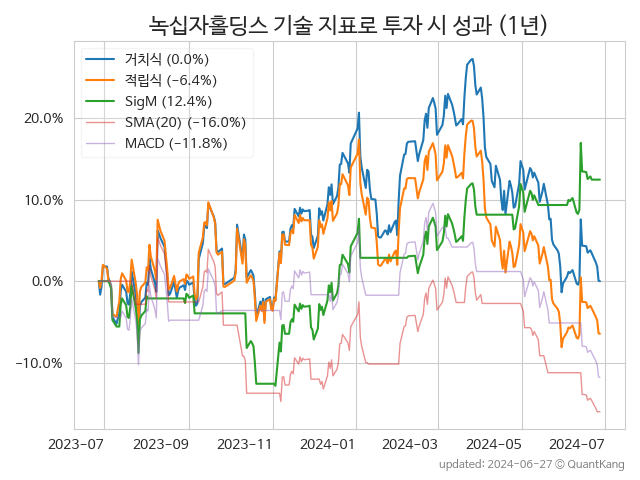 녹십자홀딩스 기술 지표로 투자 시 성과 (1년)
거치식 (0.0%)
적립식 (−6.4%)
SigM (12.4%)
SMA(20) (−16.0%)
MACD (−11.8%)
20.0%
10.0%
0.0%
−10.0%
2023-07 2023-09 2023-11 2024-01 2024-03 2024-05 2024-07
updated: 2024-06-27 © QuantKang